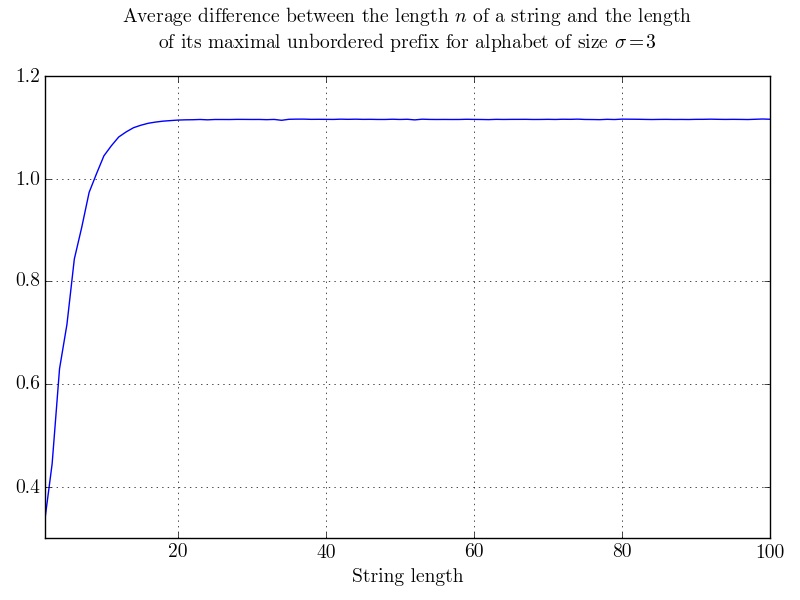 Average difference between the length n of a string and the length
of its maximal unbordered prefix for alphabet of size σ=3
1.2
1.0
0.8
0.6
0.4
20 40 60 80 100
String length